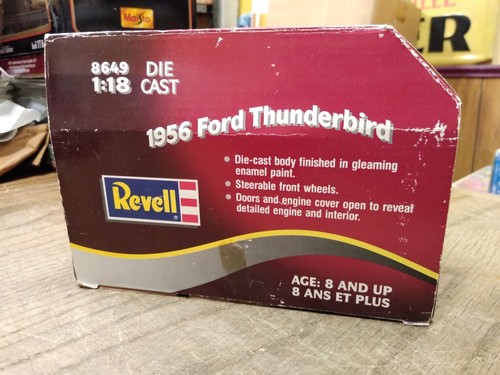 Maisto
ER
8649 DIE
1:18 CAST
1956 Ford Thunderbird
• Die-cast body finished in gleaming
enamel paint.
• Steerable front wheels.
• Doors and engine cover open to reveal
detailed engine and interior.
Revell
AGE: 8 AND UP
8 ANS ET PLUS